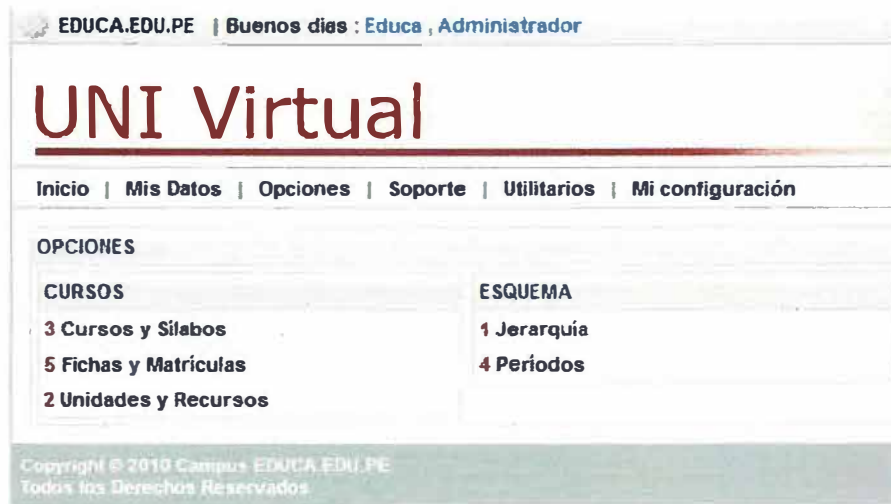 EDUCA.EDU.PE | Buenos dias : Educa , Administrador
UNI Virtual
Inicio | Mis Datos | Opciones | Soporte | Utilitarios | Mi configuración
OPCIONES
CURSOS
3 Cursos y Sílabos
5 Fichas y Matrículas
2 Unidades y Recursos
ESQUEMA
1 Jerarquía
4 Períodos
Copyright © 2010 Campus EDUCA.EDU.PE
Todos los Derechos Reservados